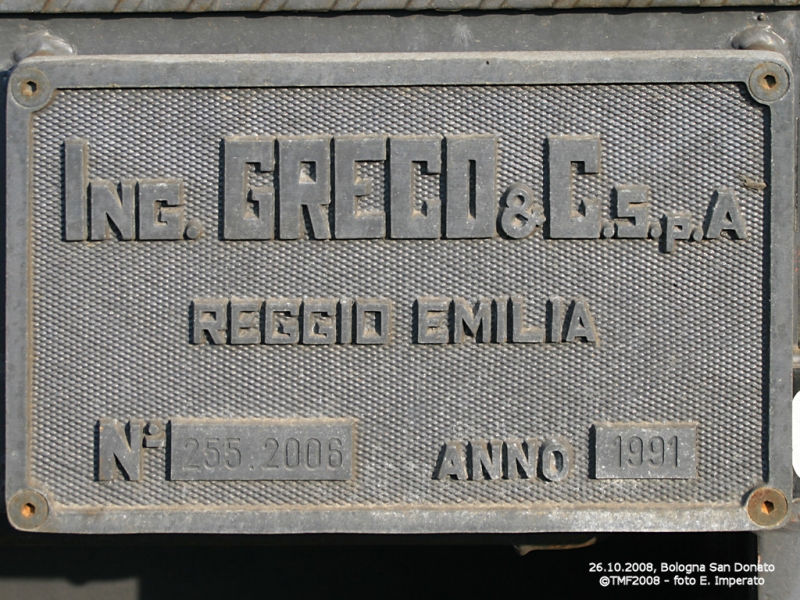 ING. GRECO & C. S.p.A
REGGIO EMILIA
N° 255.2006 ANNO 1991
26.10.2008, Bologna San Donato
©TMF2008 - foto E. Imperato